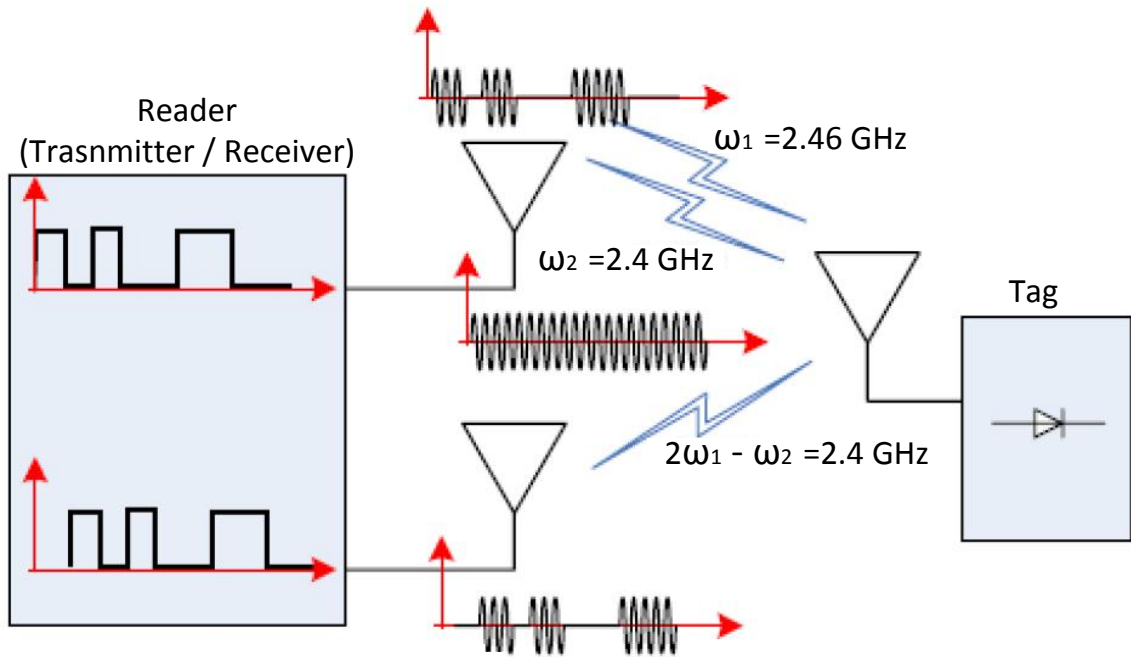 Reader
(Trasnmitter / Receiver)
ω₁ =2.46 GHz
ω₂ =2.4 GHz
Tag
2ω₁ - ω₂ =2.4 GHz